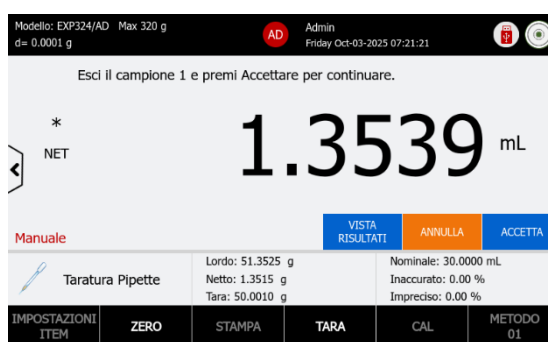 Modello: EXP324/AD Max 320 g
d= 0.0001 g
AD
Admin
Friday Oct-03-2025 07:21:21
Esci il campione 1 e premi Accettare per continuare.
*
NET
1.3539 mL
Manuale
VISTA
RISULTATI
ANNULLA
ACCETTA
Taratura Pipette
Lordo: 51.3525 g
Netto: 1.3515 g
Tara: 50.0010 g
Nominale: 30.0000 mL
Inaccurato: 0.00 %
Impreciso: 0.00 %
IMPOSTAZIONI
ITEM
ZERO
STAMPA
TARA
CAL
METODO
01